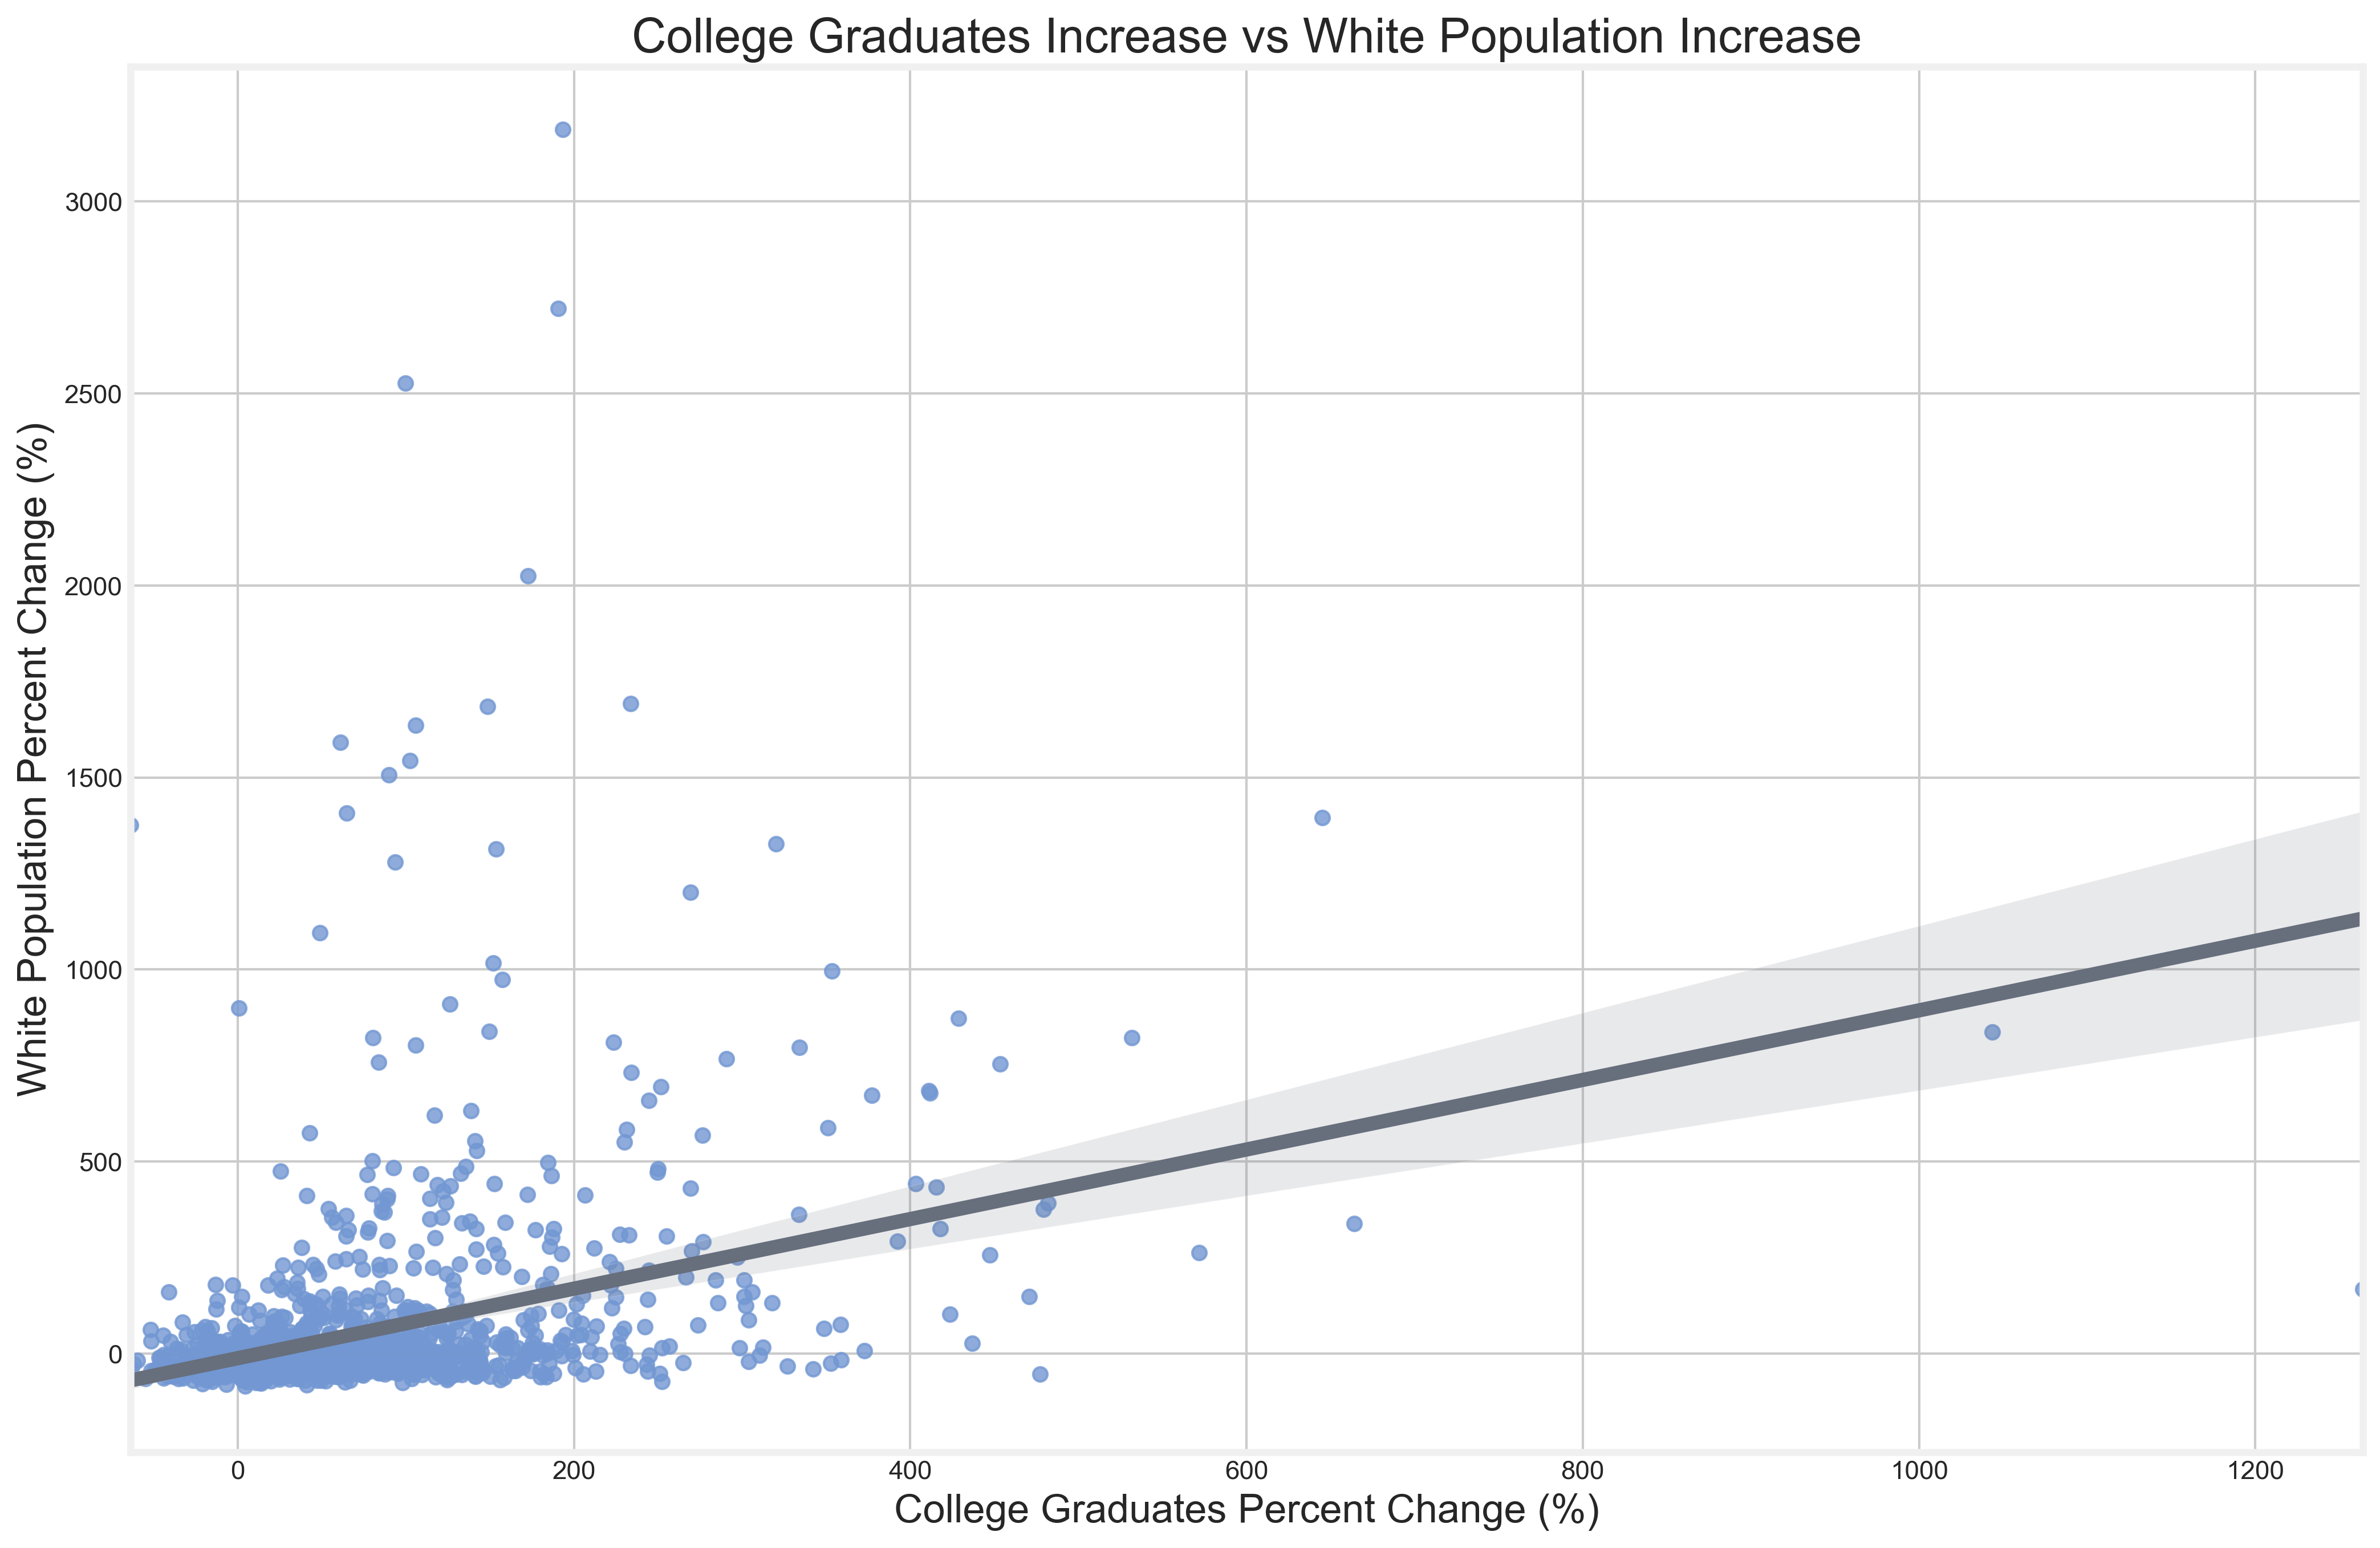 College Graduates Increase vs White Population Increase
White Population Percent Change (%)
3000
2500
2000
1500
1000
500
0
0 200 400 600 800 1000 1200
College Graduates Percent Change (%)